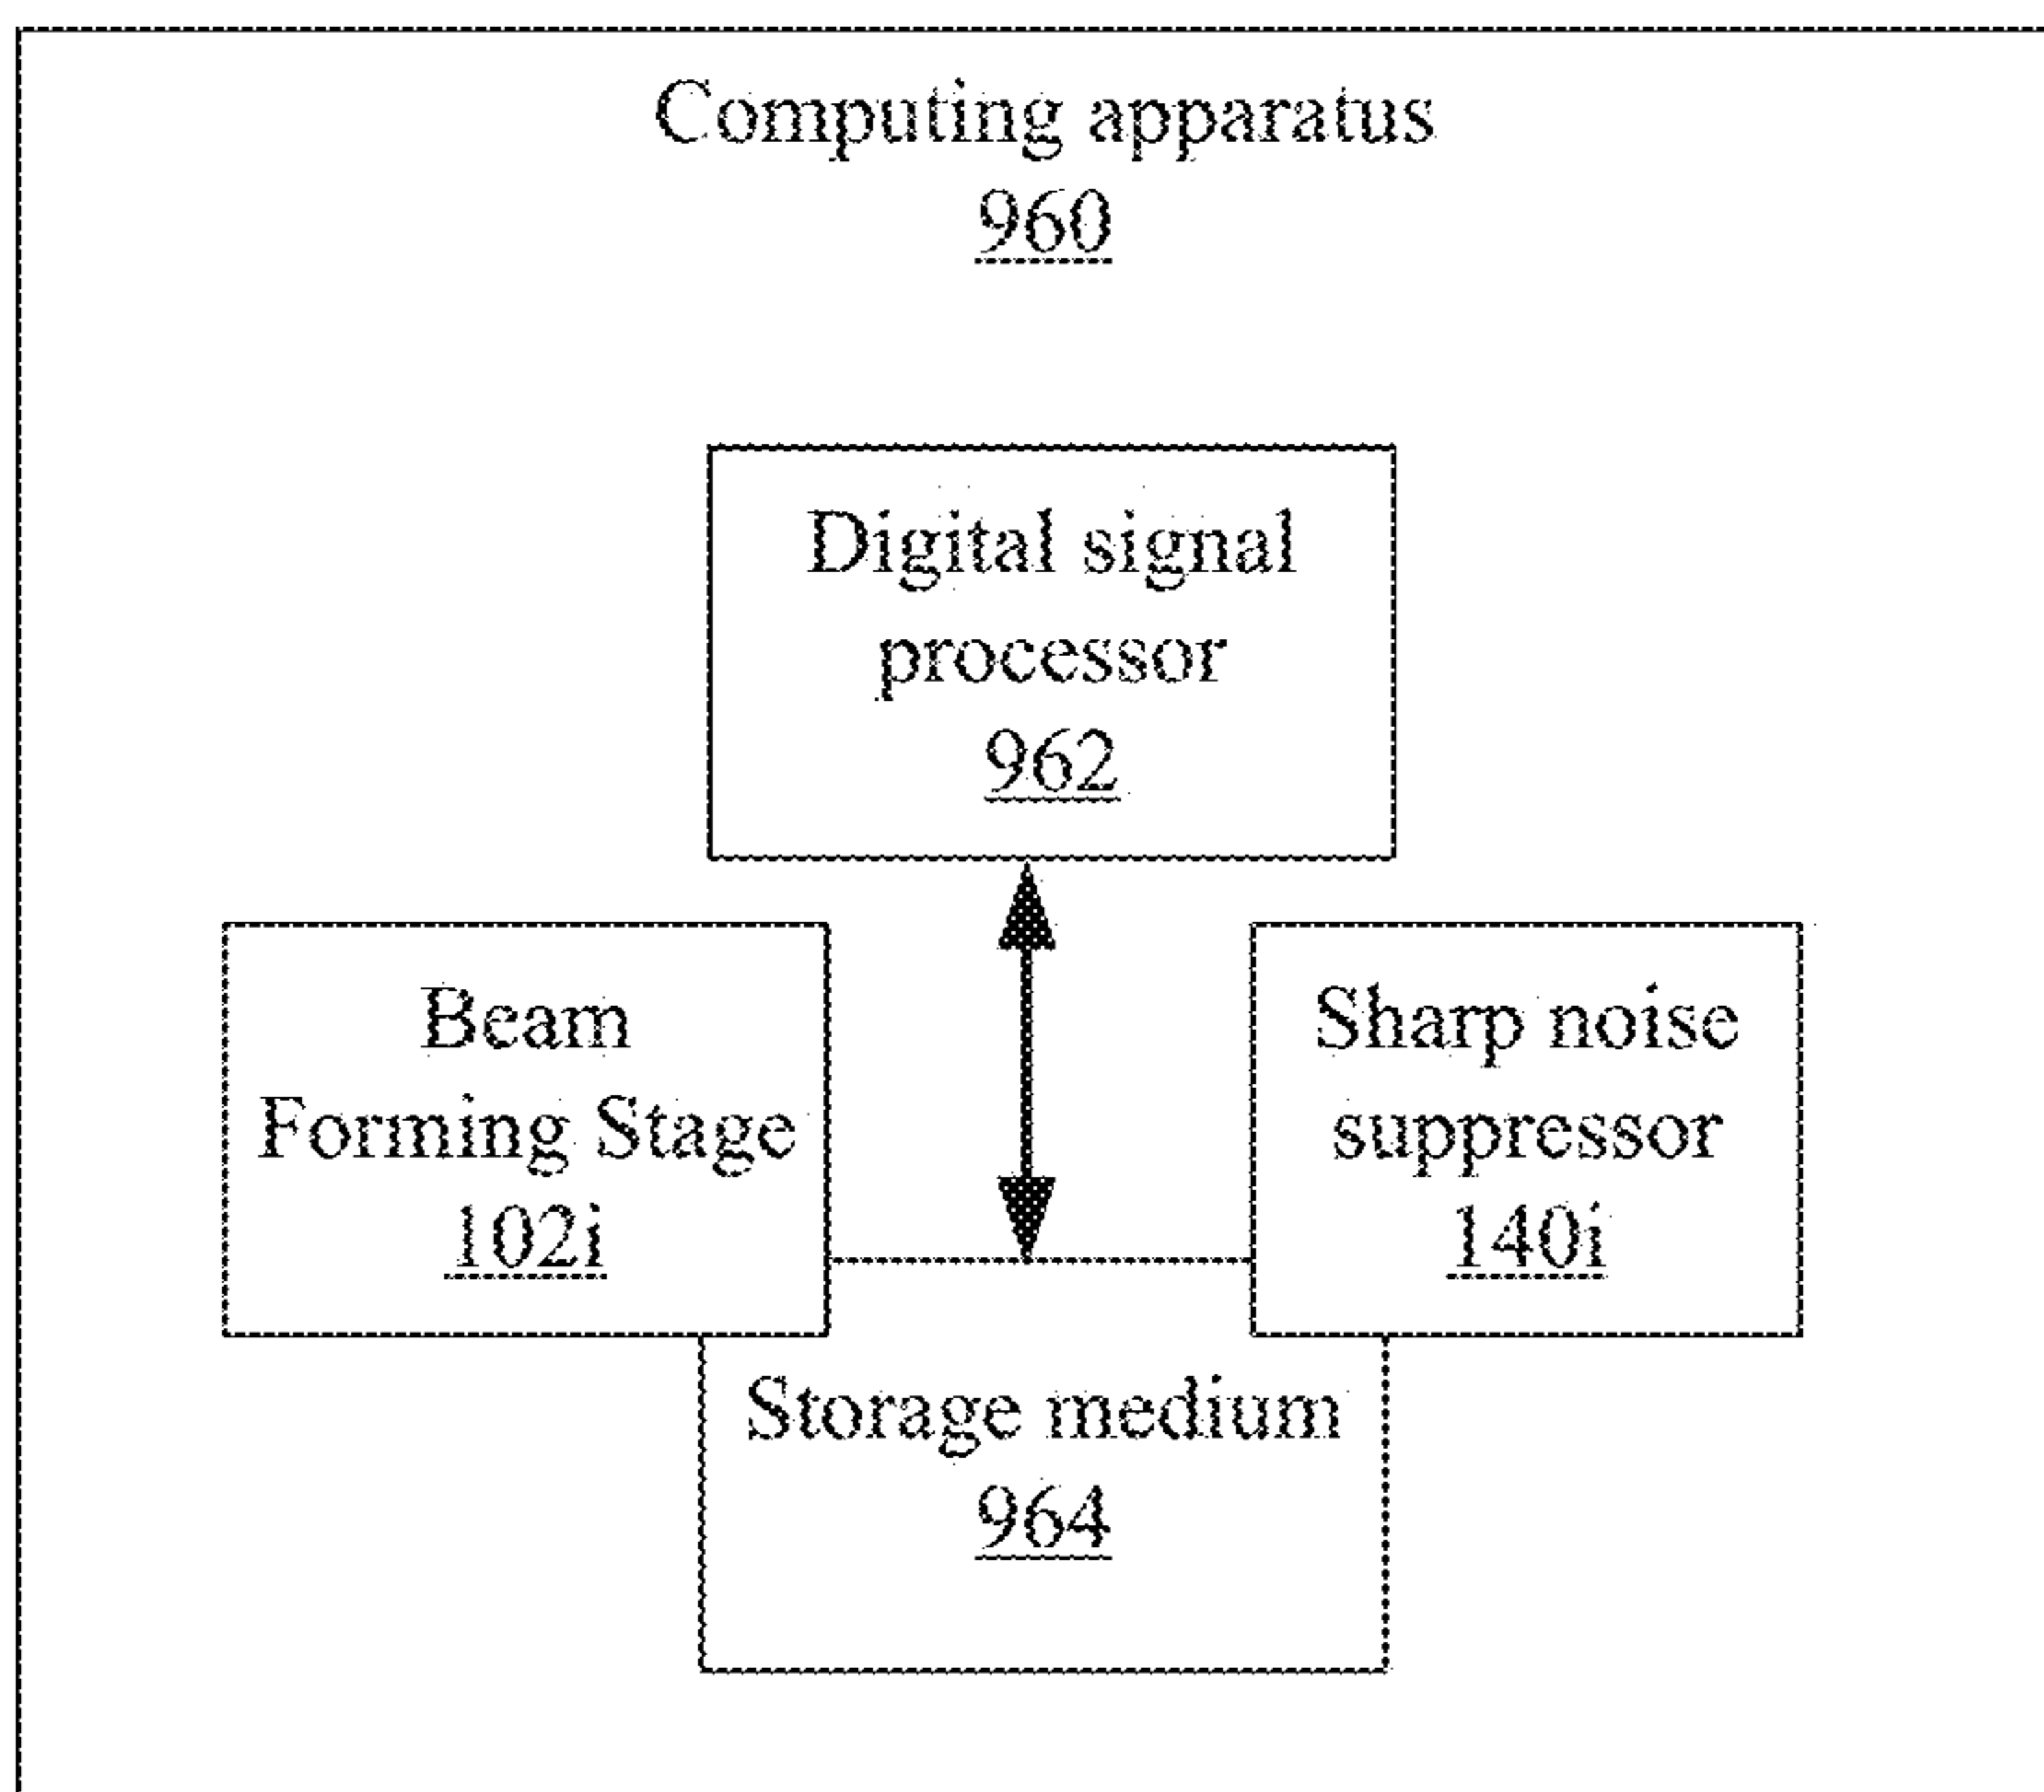 Computing apparatus
960
Digital signal
processor
962
Beam
Forming Stage
102i
Sharp noise
suppressor
140i
Storage medium
964